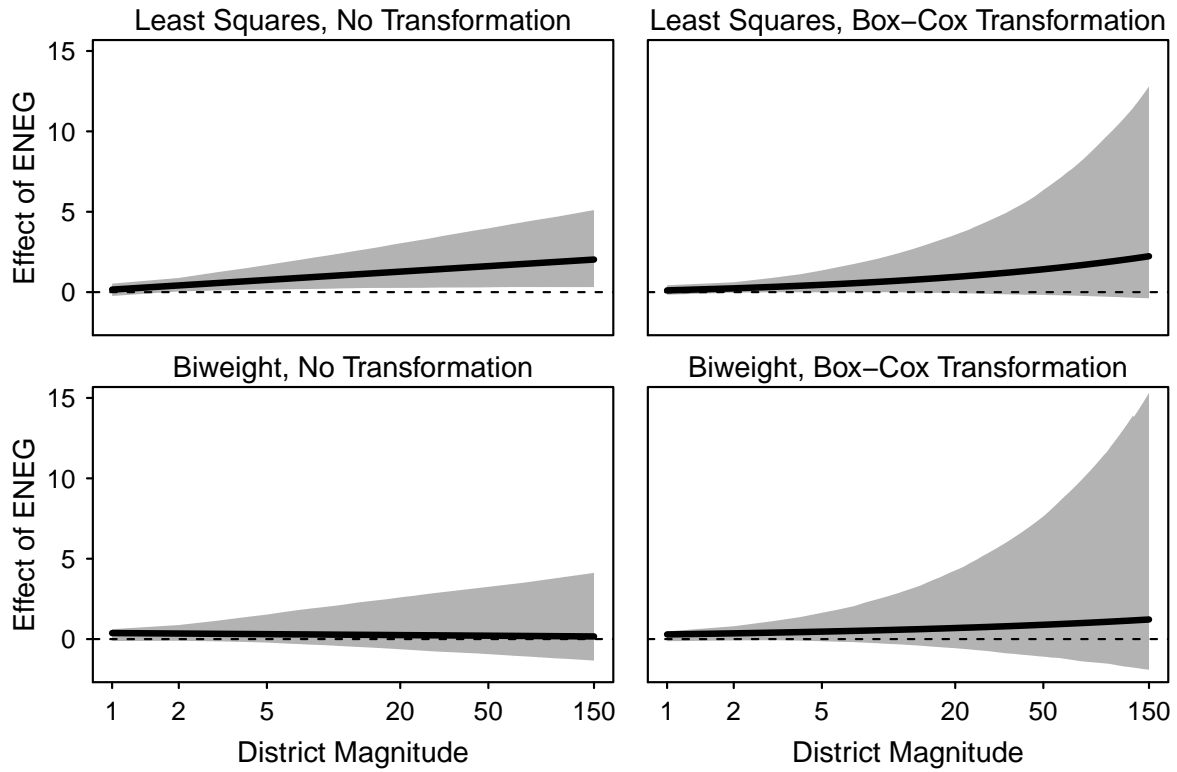 Least Squares, No Transformation
Least Squares, Box−Cox Transformation
Effect of ENEG
15
10
5
0
Biweight, No Transformation
Biweight, Box−Cox Transformation
Effect of ENEG
15
10
5
0
1 2 5 20 50 150
1 2 5 20 50 150
District Magnitude
District Magnitude